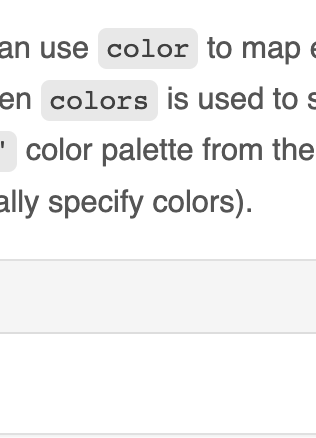 an use color to map e
en colors is used to s
" color palette from the
ally specify colors).